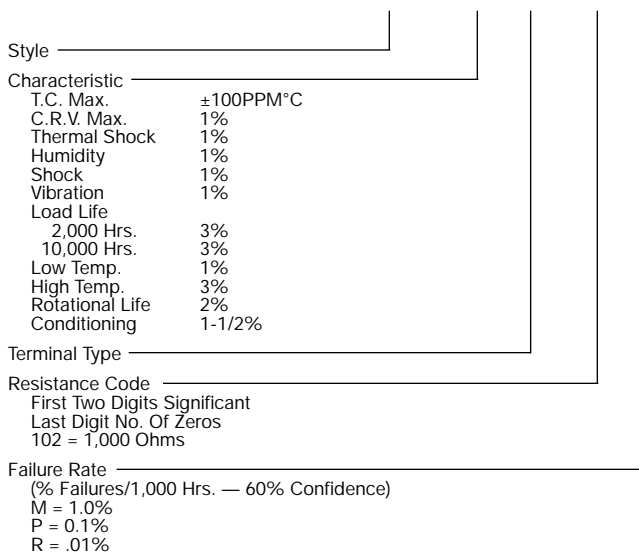 Style
Characteristic
T.C. Max. ±100PPM°C
C.R.V. Max. 1%
Thermal Shock 1%
Humidity 1%
Shock 1%
Vibration 1%
Load Life
2,000 Hrs. 3%
10,000 Hrs. 3%
Low Temp. 1%
High Temp. 3%
Rotational Life 2%
Conditioning 1-1/2%
Terminal Type
Resistance Code
First Two Digits Significant
Last Digit No. Of Zeros
102 = 1,000 Ohms
Failure Rate
(% Failures/1,000 Hrs. — 60% Confidence)
M = 1.0%
P = 0.1%
R = .01%